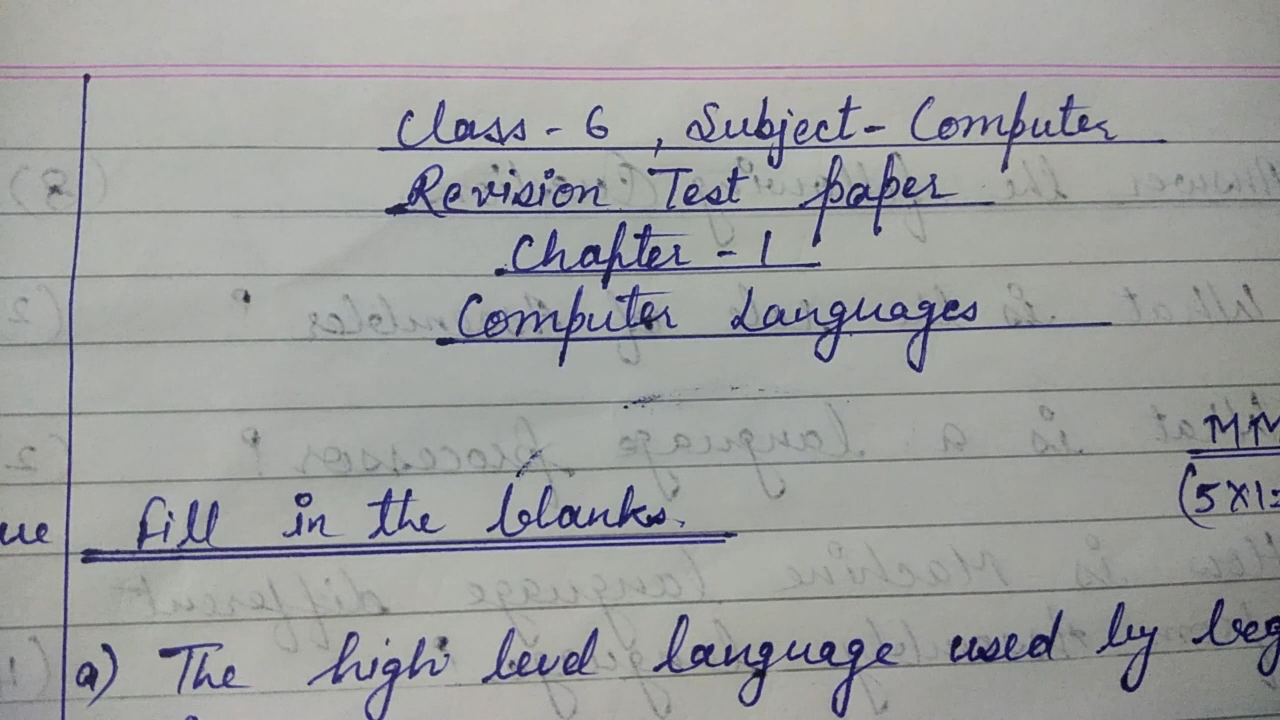 Class - 6 , Subject - Computer
Revision Test paper
Chapter - 1
Computer Languages
MM
(5X1=
ue Fill in the blanks.
a) The high level language used by beg